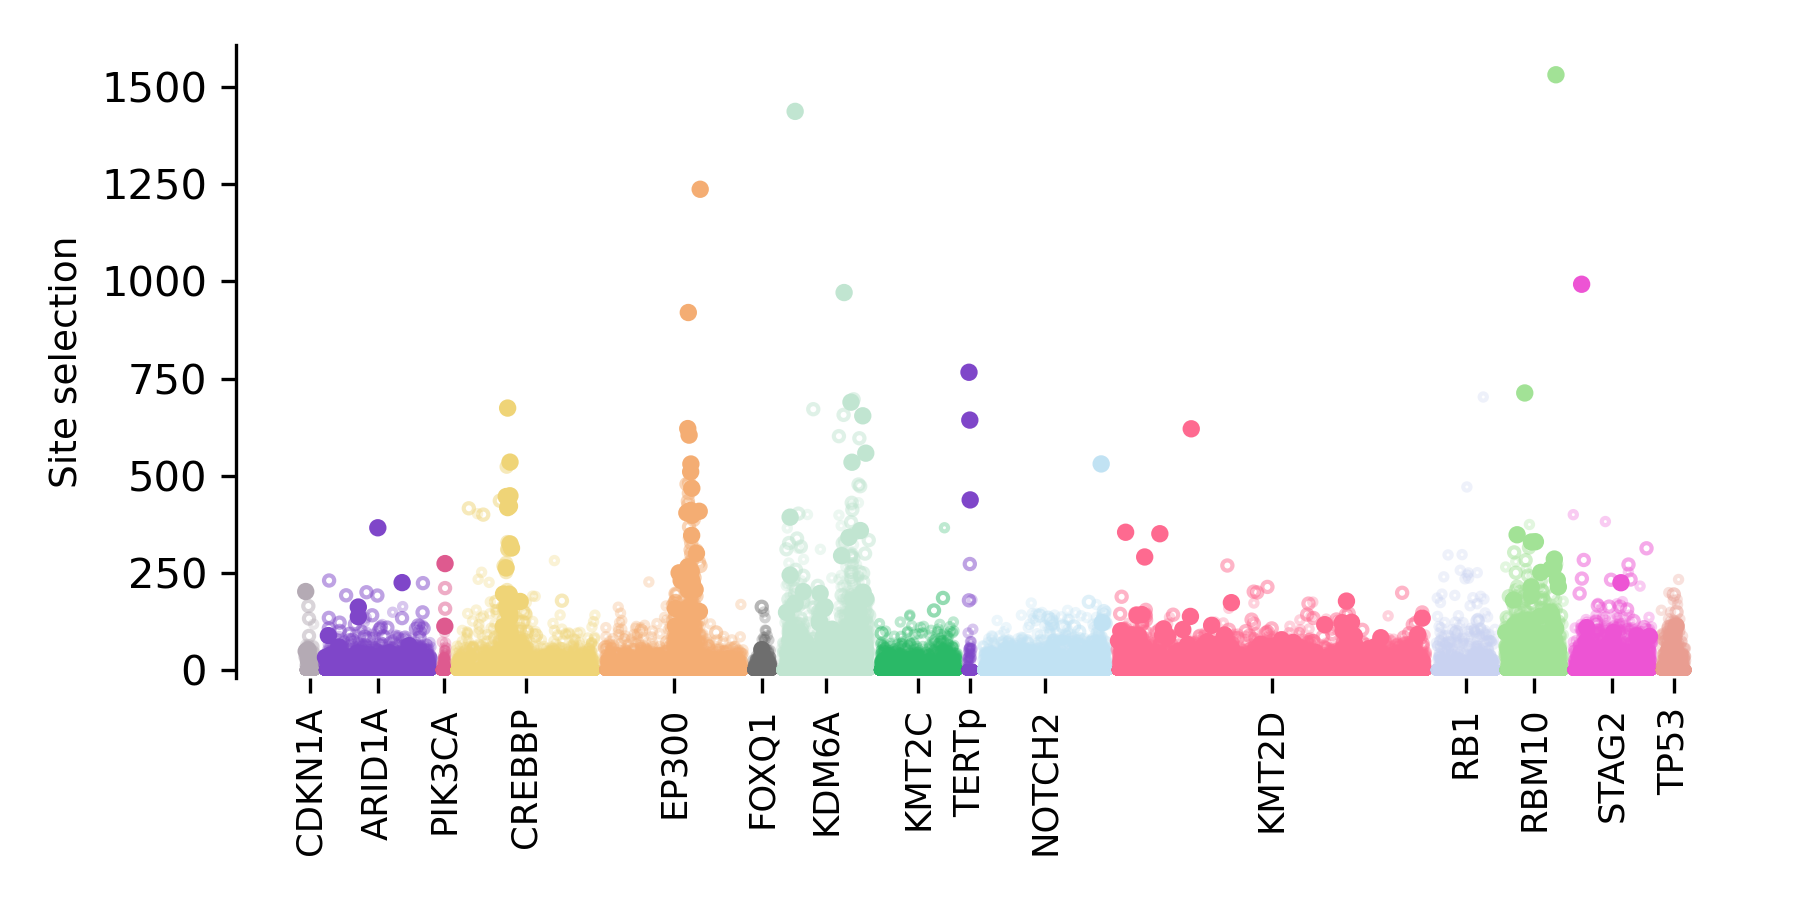 Site selection
1500
1250
1000
750
500
250
0
CDKN1A
ARID1A
PIK3CA
CREBBP
EP300
FOXQ1
KDM6A
KMT2C
TERTp
NOTCH2
KMT2D
RB1
RBM10
STAG2
TP53